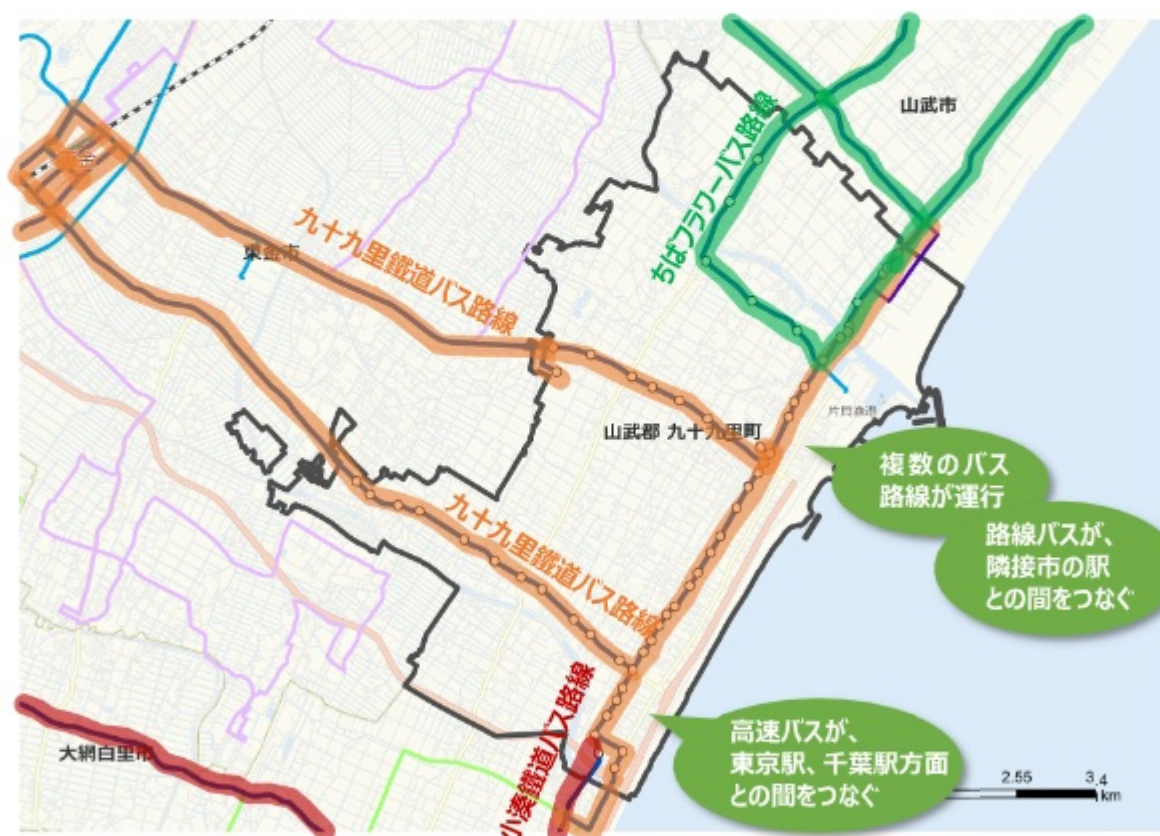 山武市
ちばフラワーバス路線
九十九里鐵道バス路線
東金市
片貝漁港
山武郡 九十九里町
複数のバス
路線が運行
路線バスが、
隣接市の駅
との間をつなぐ
九十九里鐵道バス路線
小湊鐵道バス路線
大網白里市
高速バスが、
東京駅、千葉駅方面
との間をつなぐ
2.55
3.4
km